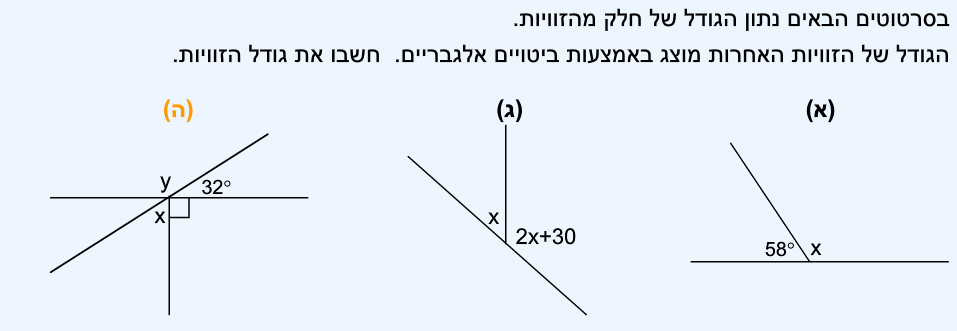 בסרטוטים הבאים נתון הגודל של חלק מהזוויות.
הגודל של הזוויות האחרות מוצג באמצעות ביטויים אלגבריים. חשבו את גודל הזוויות.
(א)
58°
x
(ג)
x
2x+30
(ה)
y
32°
x